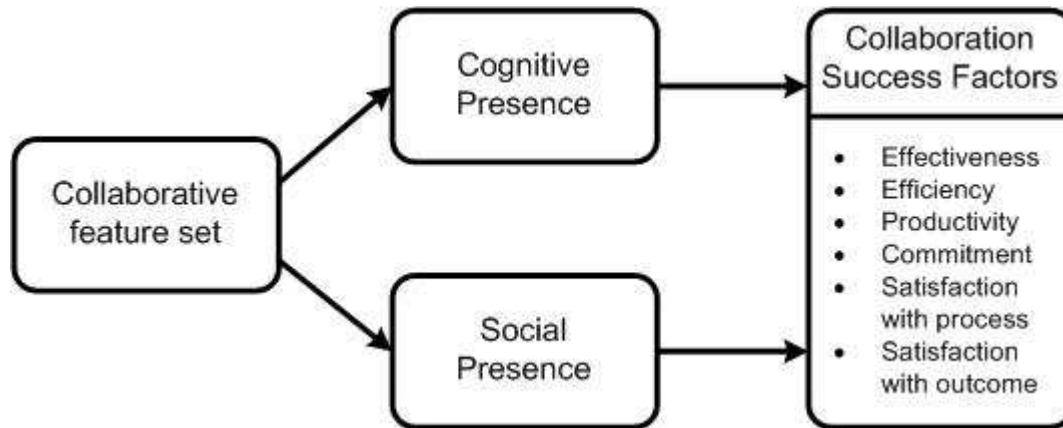 Collaborative
feature set
Cognitive
Presence
Social
Presence
Collaboration
Success Factors
• Effectiveness
• Efficiency
• Productivity
• Commitment
• Satisfaction
with process
• Satisfaction
with outcome